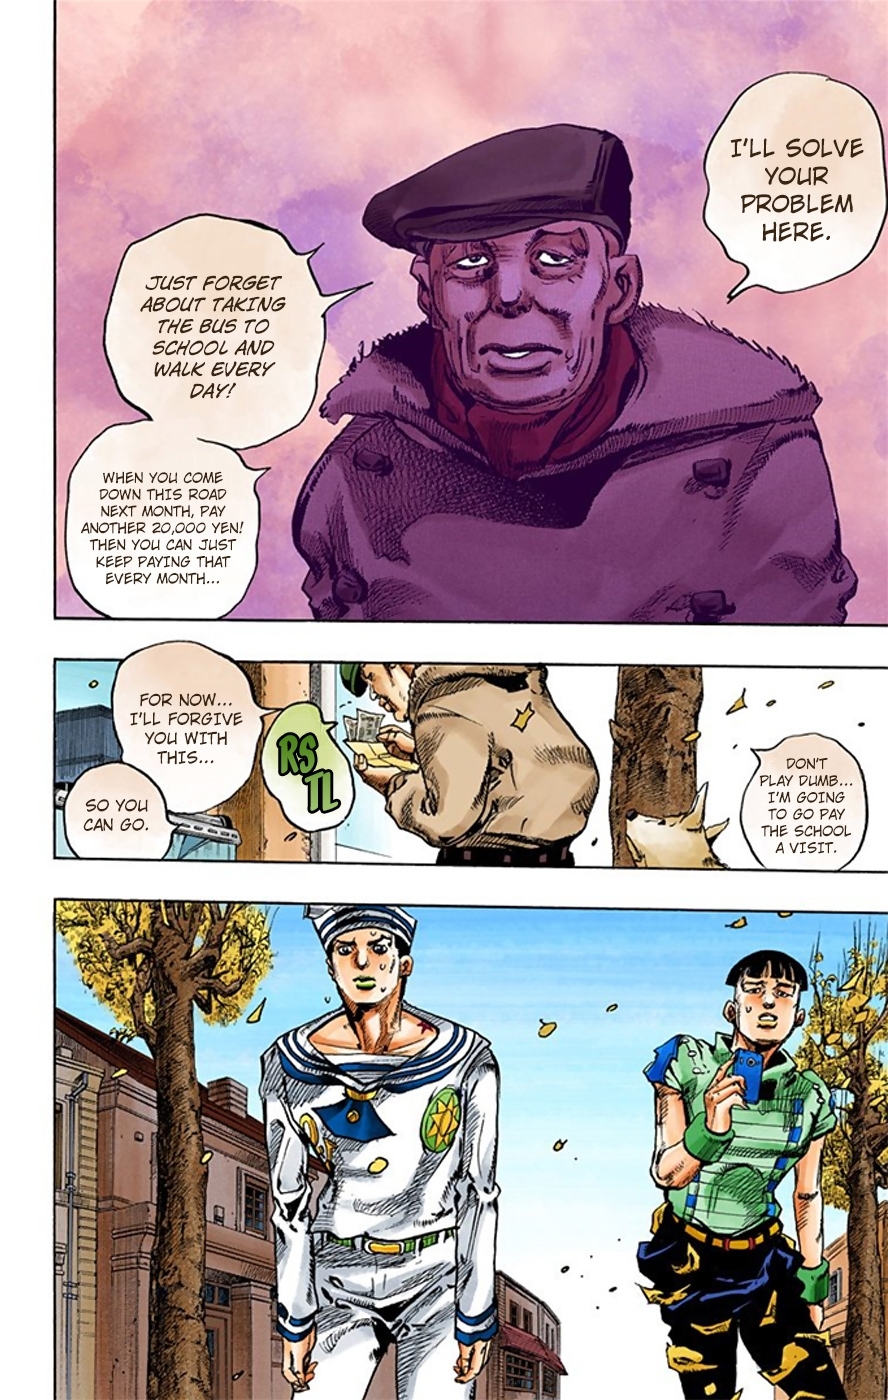 I'LL SOLVE
YOUR
PROBLEM
HERE.
JUST FORGET
ABOUT TAKING
THE BUS TO
SCHOOL AND
WALK EVERY
DAY!
WHEN YOU COME
DOWN THIS ROAD
NEXT MONTH, PAY
ANOTHER 20,000 YEN!
THEN YOU CAN JUST
KEEP PAYING THAT
EVERY MONTH...
DON'T
PLAY DUMB...
I'M GOING
TO GO PAY
THE SCHOOL
A VISIT.
RS
TL
FOR NOW...
I'LL FORGIVE
YOU WITH
THIS...
SO YOU
CAN GO.